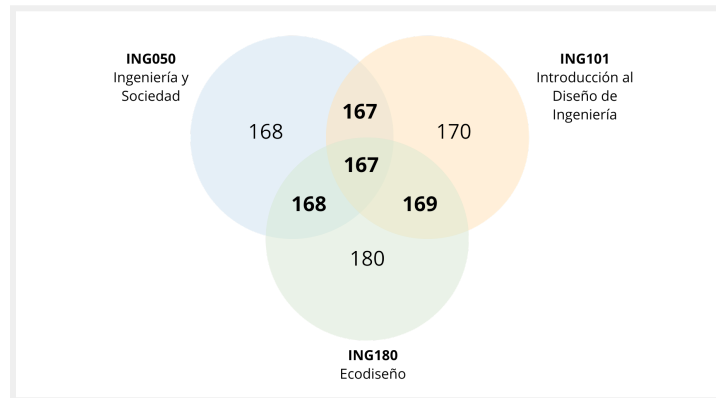 ING050
Ingeniería y
Sociedad
ING101
Introducción al
Diseño de
Ingeniería
168
167
170
167
168
169
180
ING180
Ecodiseño